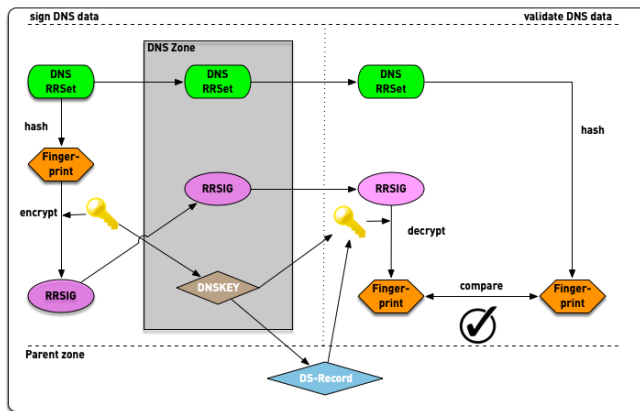 sign DNS data
validate DNS data
DNS Zone
DNS
RRSet
DNS
RRSet
DNS
RRSet
hash
hash
Finger-
print
RRSIG
RRSIG
encrypt
decrypt
RRSIG
DNSKEY
Finger-
print
compare
Finger-
print
Parent zone
DS-Record